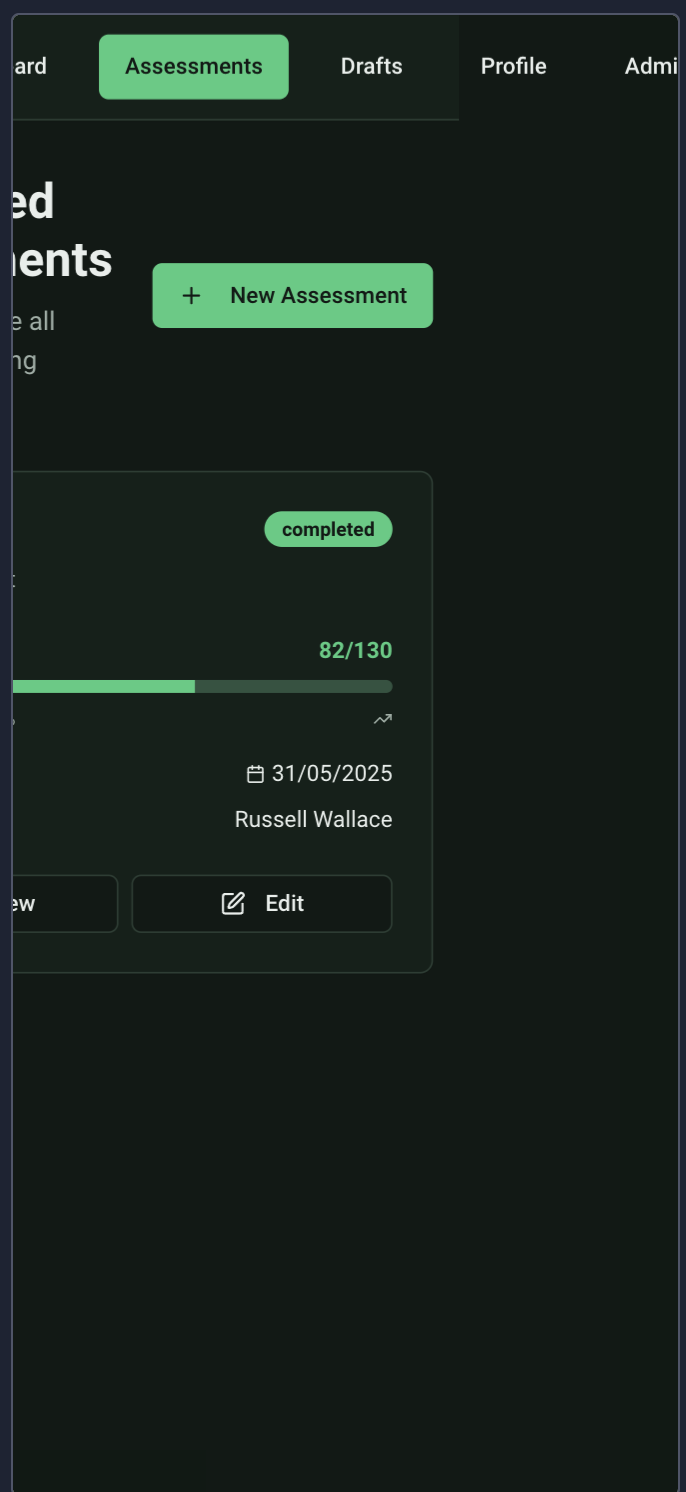 ard Assessments Drafts Profile Admi
ed
ents
New Assessment
e all
ng
completed
82/130
31/05/2025
Russell Wallace
ew Edit